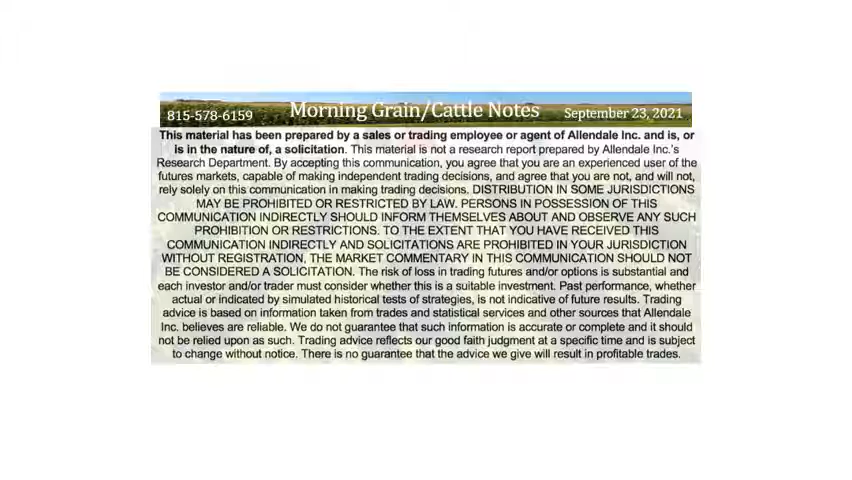 815-578-6159 Morning Grain/Cattle Notes September 23, 2021
This material has been prepared by a sales or trading employee or agent of Allendale Inc. and is, or
is in the nature of, a solicitation. This material is not a research report prepared by Allendale Inc.'s
Research Department. By accepting this communication, you agree that you are an experienced user of the
futures markets, capable of making independent trading decisions, and agree that you are not, and will not,
rely solely on this communication in making trading decisions. DISTRIBUTION IN SOME JURISDICTIONS
MAY BE PROHIBITED OR RESTRICTED BY LAW. PERSONS IN POSSESSION OF THIS
COMMUNICATION INDIRECTLY SHOULD INFORM THEMSELVES ABOUT AND OBSERVE ANY SUCH
PROHIBITION OR RESTRICTIONS. TO THE EXTENT THAT YOU HAVE RECEIVED THIS
COMMUNICATION INDIRECTLY AND SOLICITATIONS ARE PROHIBITED IN YOUR JURISDICTION
WITHOUT REGISTRATION, THE MARKET COMMENTARY IN THIS COMMUNICATION SHOULD NOT
BE CONSIDERED A SOLICITATION. The risk of loss in trading futures and/or options is substantial and
each investor and/or trader must consider whether this is a suitable investment. Past performance, whether
actual or indicated by simulated historical tests of strategies, is not indicative of future results. Trading
advice is based on information taken from trades and statistical services and other sources that Allendale
Inc. believes are reliable. We do not guarantee that such information is accurate or complete and it should
not be relied upon as such. Trading advice reflects our good faith judgment at a specific time and is subject
to change without notice. There is no guarantee that the advice we give will result in profitable trades.